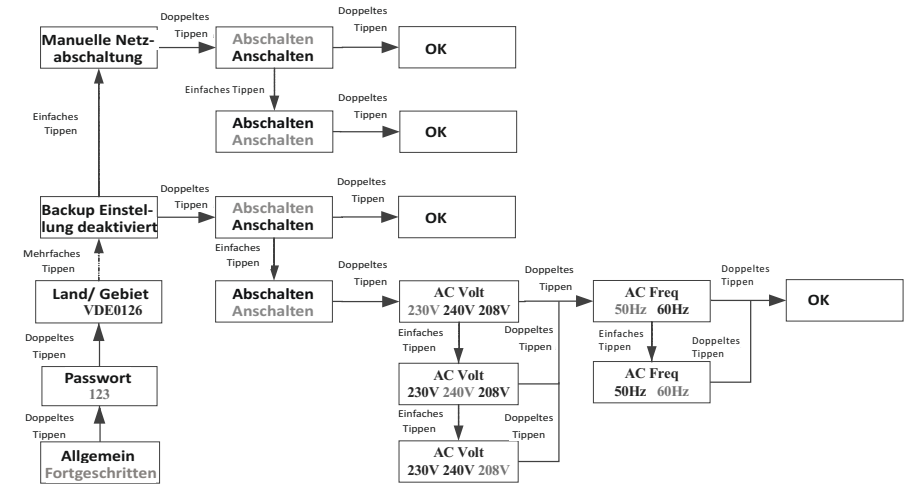 Doppeltes
Tippen
Doppeltes
Tippen
Manuelle Netz-
abschaltung
Abschalten
Anschalten
OK
Einfaches Tippen
Doppeltes
Tippen
Einfaches
Tippen
Abschalten
Anschalten
OK
Doppeltes
Tippen
Doppeltes
Tippen
Backup Einstel-
lung deaktiviert
Abschalten
Anschalten
OK
Mehrfaches
Tippen
Einfaches
Tippen
Doppeltes
Tippen
Doppeltes
Tippen
Doppeltes
Tippen
Land/ Gebiet
VDE0126
Abschalten
Anschalten
AC Volt
230V 240V 208V
AC Freq
50Hz 60Hz
OK
Doppeltes
Tippen
Einfaches
Tippen
Doppeltes
Tippen
Einfaches
Tippen
Doppeltes
Tippen
Passwort
123
AC Volt
230V 240V 208V
AC Freq
50Hz 60Hz
Doppeltes
Tippen
Einfaches
Tippen
Doppeltes
Tippen
Allgemein
Fortgeschritten
AC Volt
230V 240V 208V